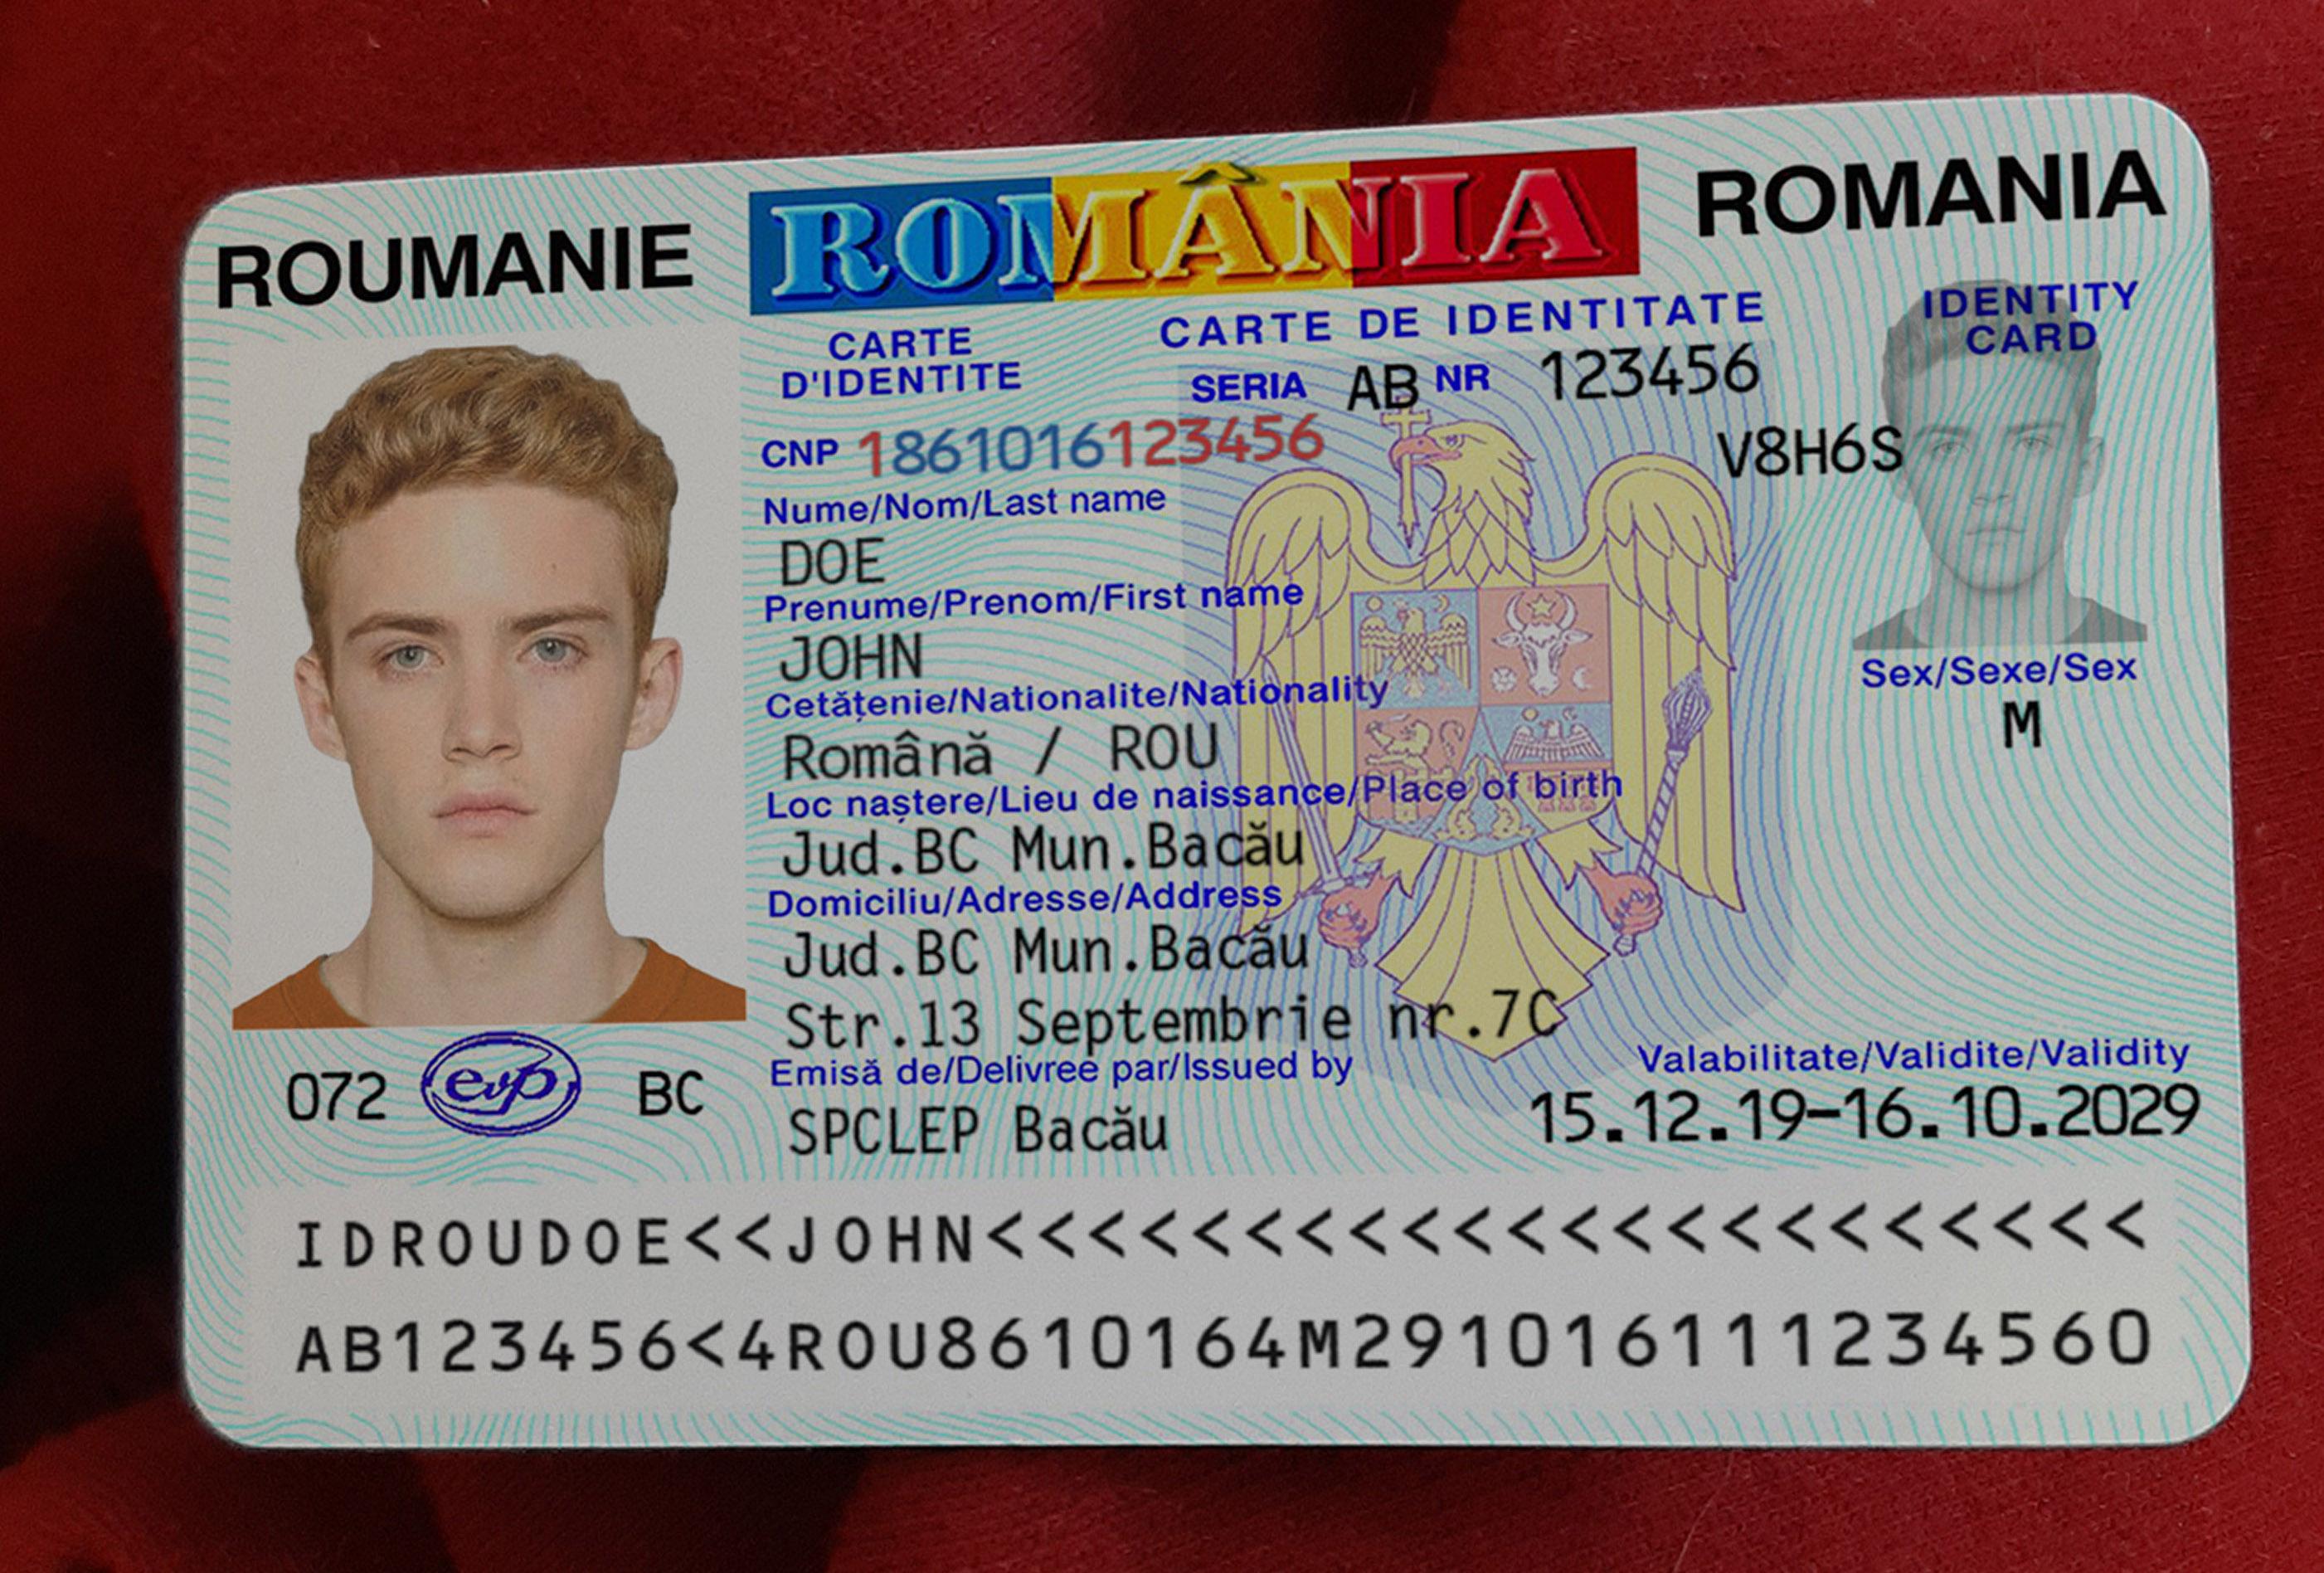 ROUMANIE ROMÂNIA ROMANIA
CARTE D'IDENTITE
CARTE DE IDENTITATE
IDENTITY CARD
SERIA AB NR 123456
CNP 1861016123456
V8H6S
Nume/Nom/Last name
DOE
Prenume/Prenom/First name
JOHN
Cetățenie/Nationalite/Nationality
Română / ROU
Sex/Sexe/Sex
M
Loc naștere/Lieu de naissance/Place of birth
Jud.BC Mun.Bacău
Domiciliu/Adresse/Address
Jud.BC Mun.Bacău
Str.13 Septembrie nr.7C
Emisă de/Delivree par/Issued by
SPCLEP Bacău
Valabilitate/Validite/Validity
15.12.19-16.10.2029
072 evp BC
IDROUDOE<<JOHN<<<<<<<<<<<<<<<<<<<<<<
AB123456<4ROU8610164M291016111234560